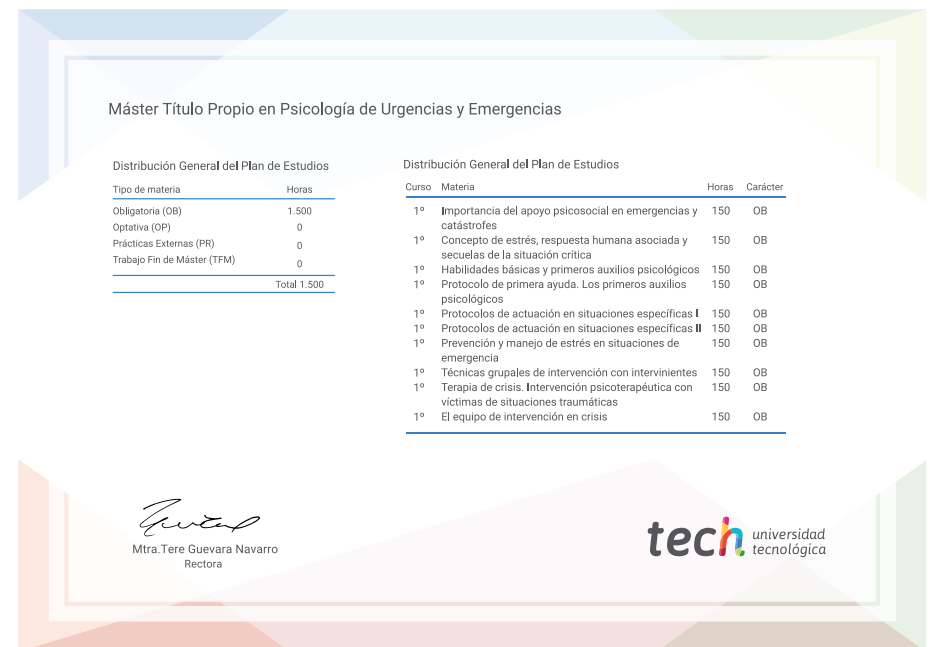 Máster Título Propio en Psicología de Urgencias y Emergencias
Distribución General del Plan de Estudios
Tipo de materia Horas
Obligatoria (OB) 1.500
Optativa (OP) 0
Prácticas Externas (PR) 0
Trabajo Fin de Máster (TFM) 0
Total 1.500
Distribución General del Plan de Estudios
Curso Materia Horas Carácter
1º Importancia del apoyo psicosocial en emergencias y 150 OB
catástrofes
1º Concepto de estrés, respuesta humana asociada y 150 OB
secuelas de la situación crítica
1º Habilidades básicas y primeros auxilios psicológicos 150 OB
1º Protocolo de primera ayuda. Los primeros auxilios 150 OB
psicológicos
1º Protocolos de actuación en situaciones específicas I 150 OB
1º Protocolos de actuación en situaciones específicas II 150 OB
1º Prevención y manejo de estrés en situaciones de 150 OB
emergencia
1º Técnicas grupales de intervención con intervinientes 150 OB
1º Terapia de crisis. Intervención psicoterapéutica con 150 OB
víctimas de situaciones traumáticas
1º El equipo de intervención en crisis 150 OB
Mtra.Tere Guevara Navarro
Rectora
tech universidad
tecnológica